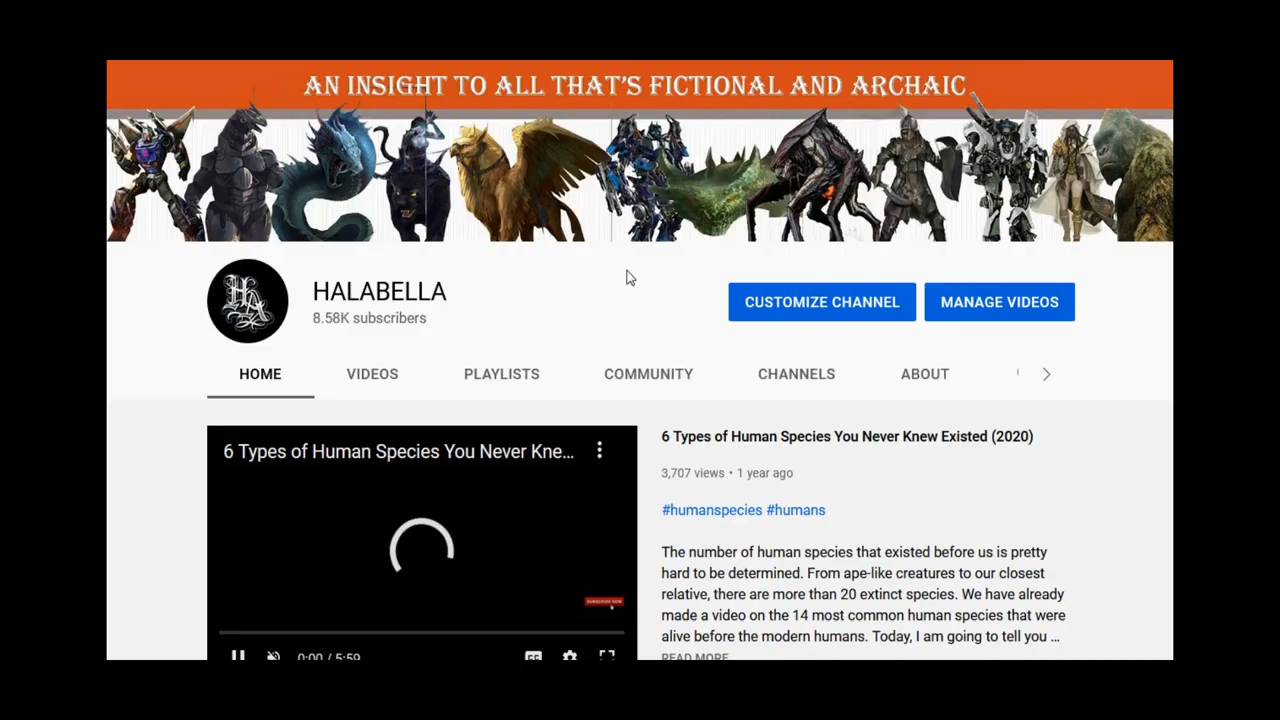 AN INSIGHT TO ALL THAT'S FICTIONAL AND ARCHAIC
HALABELLA
8.58K subscribers
CUSTOMIZE CHANNEL
MANAGE VIDEOS
HOME
VIDEOS
PLAYLISTS
COMMUNITY
CHANNELS
ABOUT
6 Types of Human Species You Never Kne...
SUBSCRIBE NOW
0:00 / 5:59
CC
6 Types of Human Species You Never Knew Existed (2020)
3,707 views • 1 year ago
#humanspecies #humans
The number of human species that existed before us is pretty
hard to be determined. From ape-like creatures to our closest
relative, there are more than 20 extinct species. We have already
made a video on the 14 most common human species that were
alive before the modern humans. Today, I am going to tell you ...
READ MORE